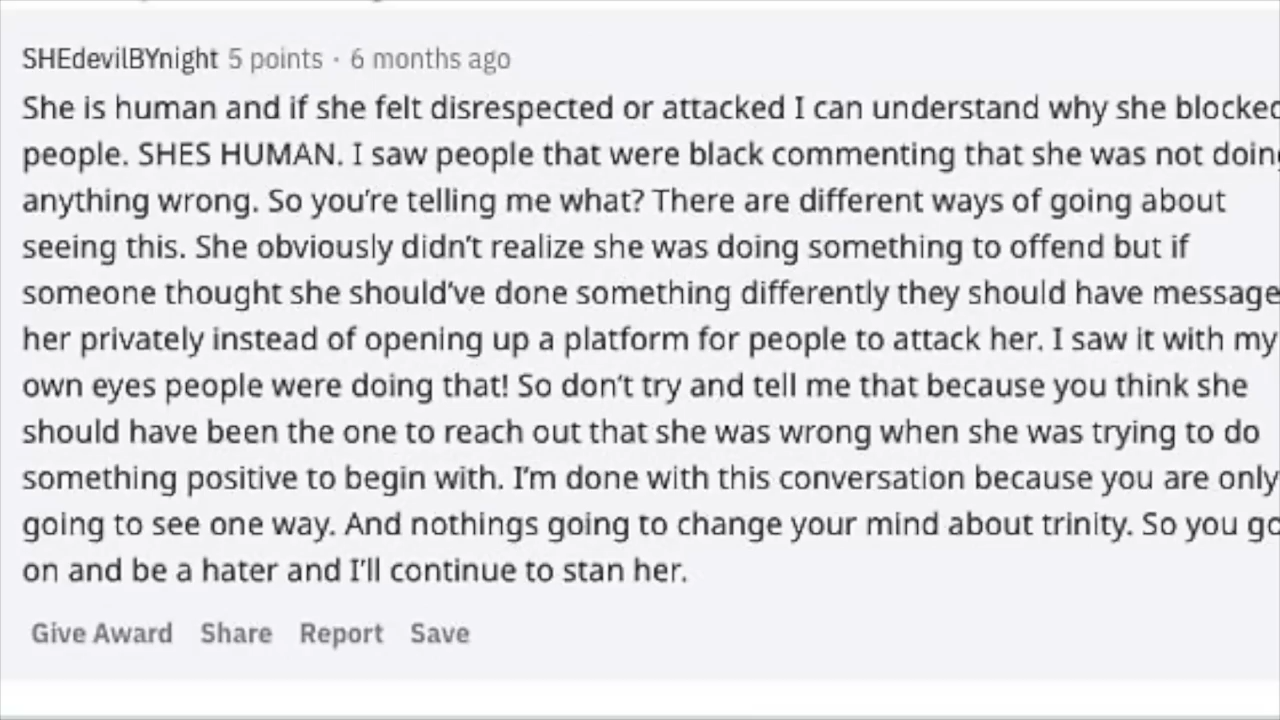 SHEdevilBYnight 5 points · 6 months ago
She is human and if she felt disrespected or attacked I can understand why she blocked
people. SHES HUMAN. I saw people that were black commenting that she was not doing
anything wrong. So you’re telling me what? There are different ways of going about
seeing this. She obviously didn’t realize she was doing something to offend but if
someone thought she should’ve done something differently they should have message
her privately instead of opening up a platform for people to attack her. I saw it with my
own eyes people were doing that! So don’t try and tell me that because you think she
should have been the one to reach out that she was wrong when she was trying to do
something positive to begin with. I’m done with this conversation because you are only
going to see one way. And nothings going to change your mind about trinity. So you go
on and be a hater and I’ll continue to stan her.
Give Award Share Report Save